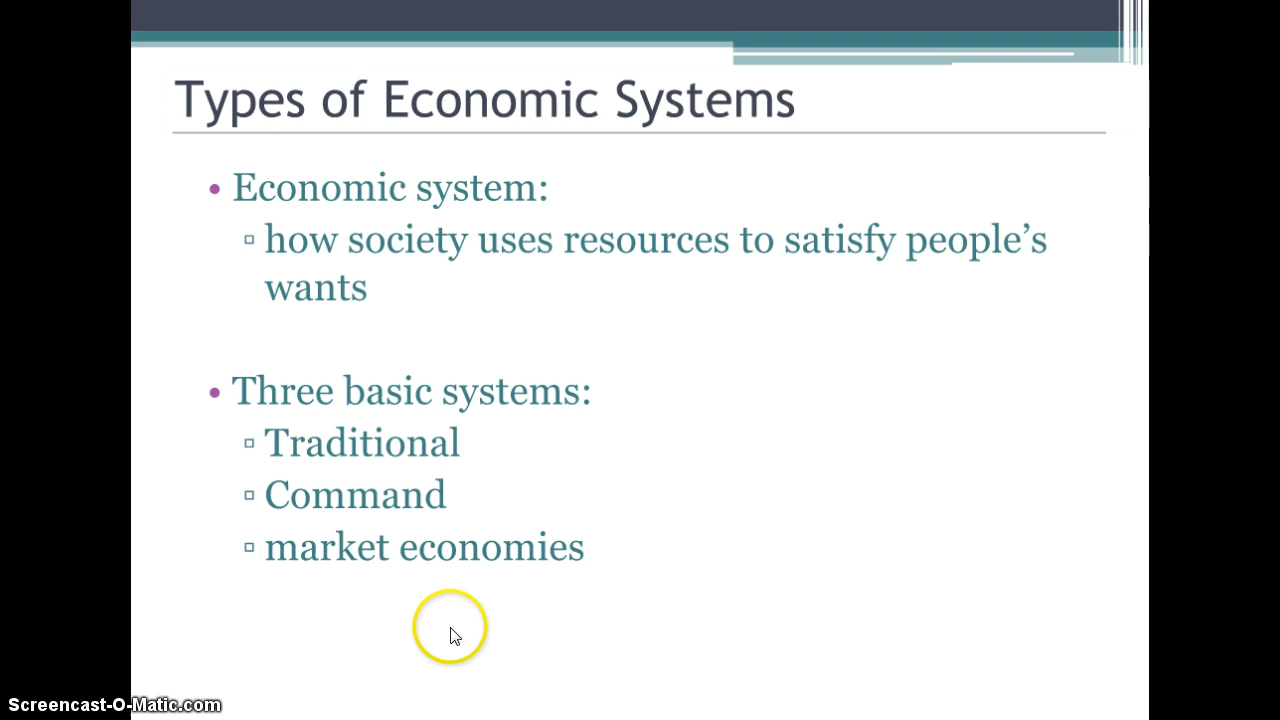 Types of Economic Systems
• Economic system:
▫ how society uses resources to satisfy people’s
wants
• Three basic systems:
▫ Traditional
▫ Command
▫ market economies
Screencast-O-Matic.com